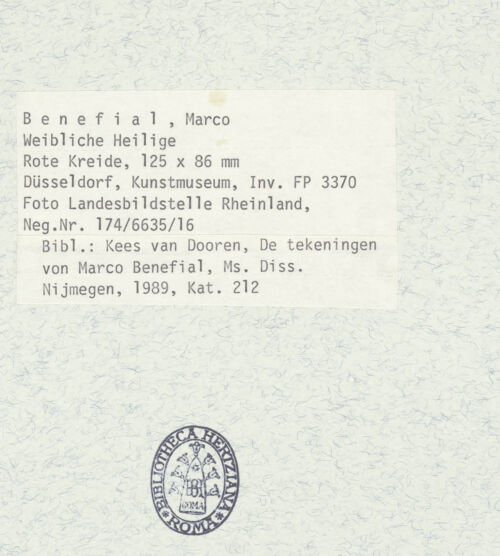 B e n e f i a l , Marco
Weibliche Heilige
Rote Kreide, 125 x 86 mm
Düsseldorf, Kunstmuseum, Inv. FP 3370
Foto Landesbildstelle Rheinland,
Neg.Nr. 174/6635/16
Bibl.: Kees van Dooren, De tekeningen
von Marco Benefial, Ms. Diss.
Nijmegen, 1989, Kat. 212
BIBLIOTHECA HERTZIANA
ROMA